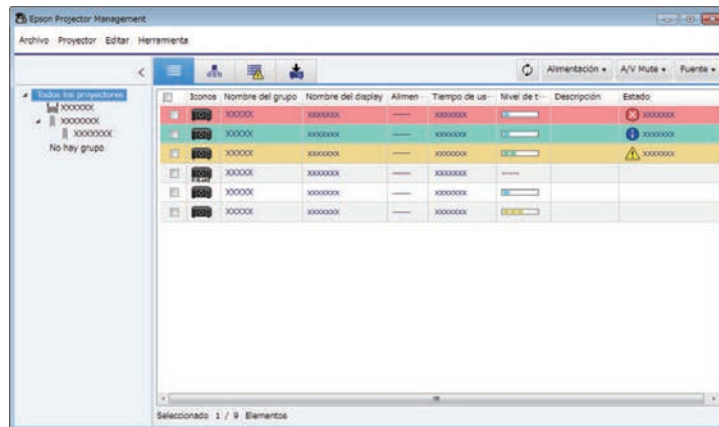 Epson Projector Management
Archivo Proyector Editar Herramienta
Alimentación A/V Mute Fuente
Todos los proyectores
XXXXXX
XXXXXXX
XXXXXXX
No hay grupo
Iconos Nombre del grupo Nombre del display Alimen··· Tiempo de us··· Nivel de t··· Descripción Estado
XXXXX XXXXXXX ---- XXXXXXX XXXXXXX
XXXXX XXXXXXX ---- XXXXXXX XXXXXXX
XXXXX XXXXXXX ---- XXXXXXX XXXXXXX
XXXXX XXXXXXX ---- XXXXXXX -----
XXXXX XXXXXXX ---- XXXXXXX
XXXXX XXXXXXX ---- XXXXXXX
Seleccionado 1 / 9 Elementos